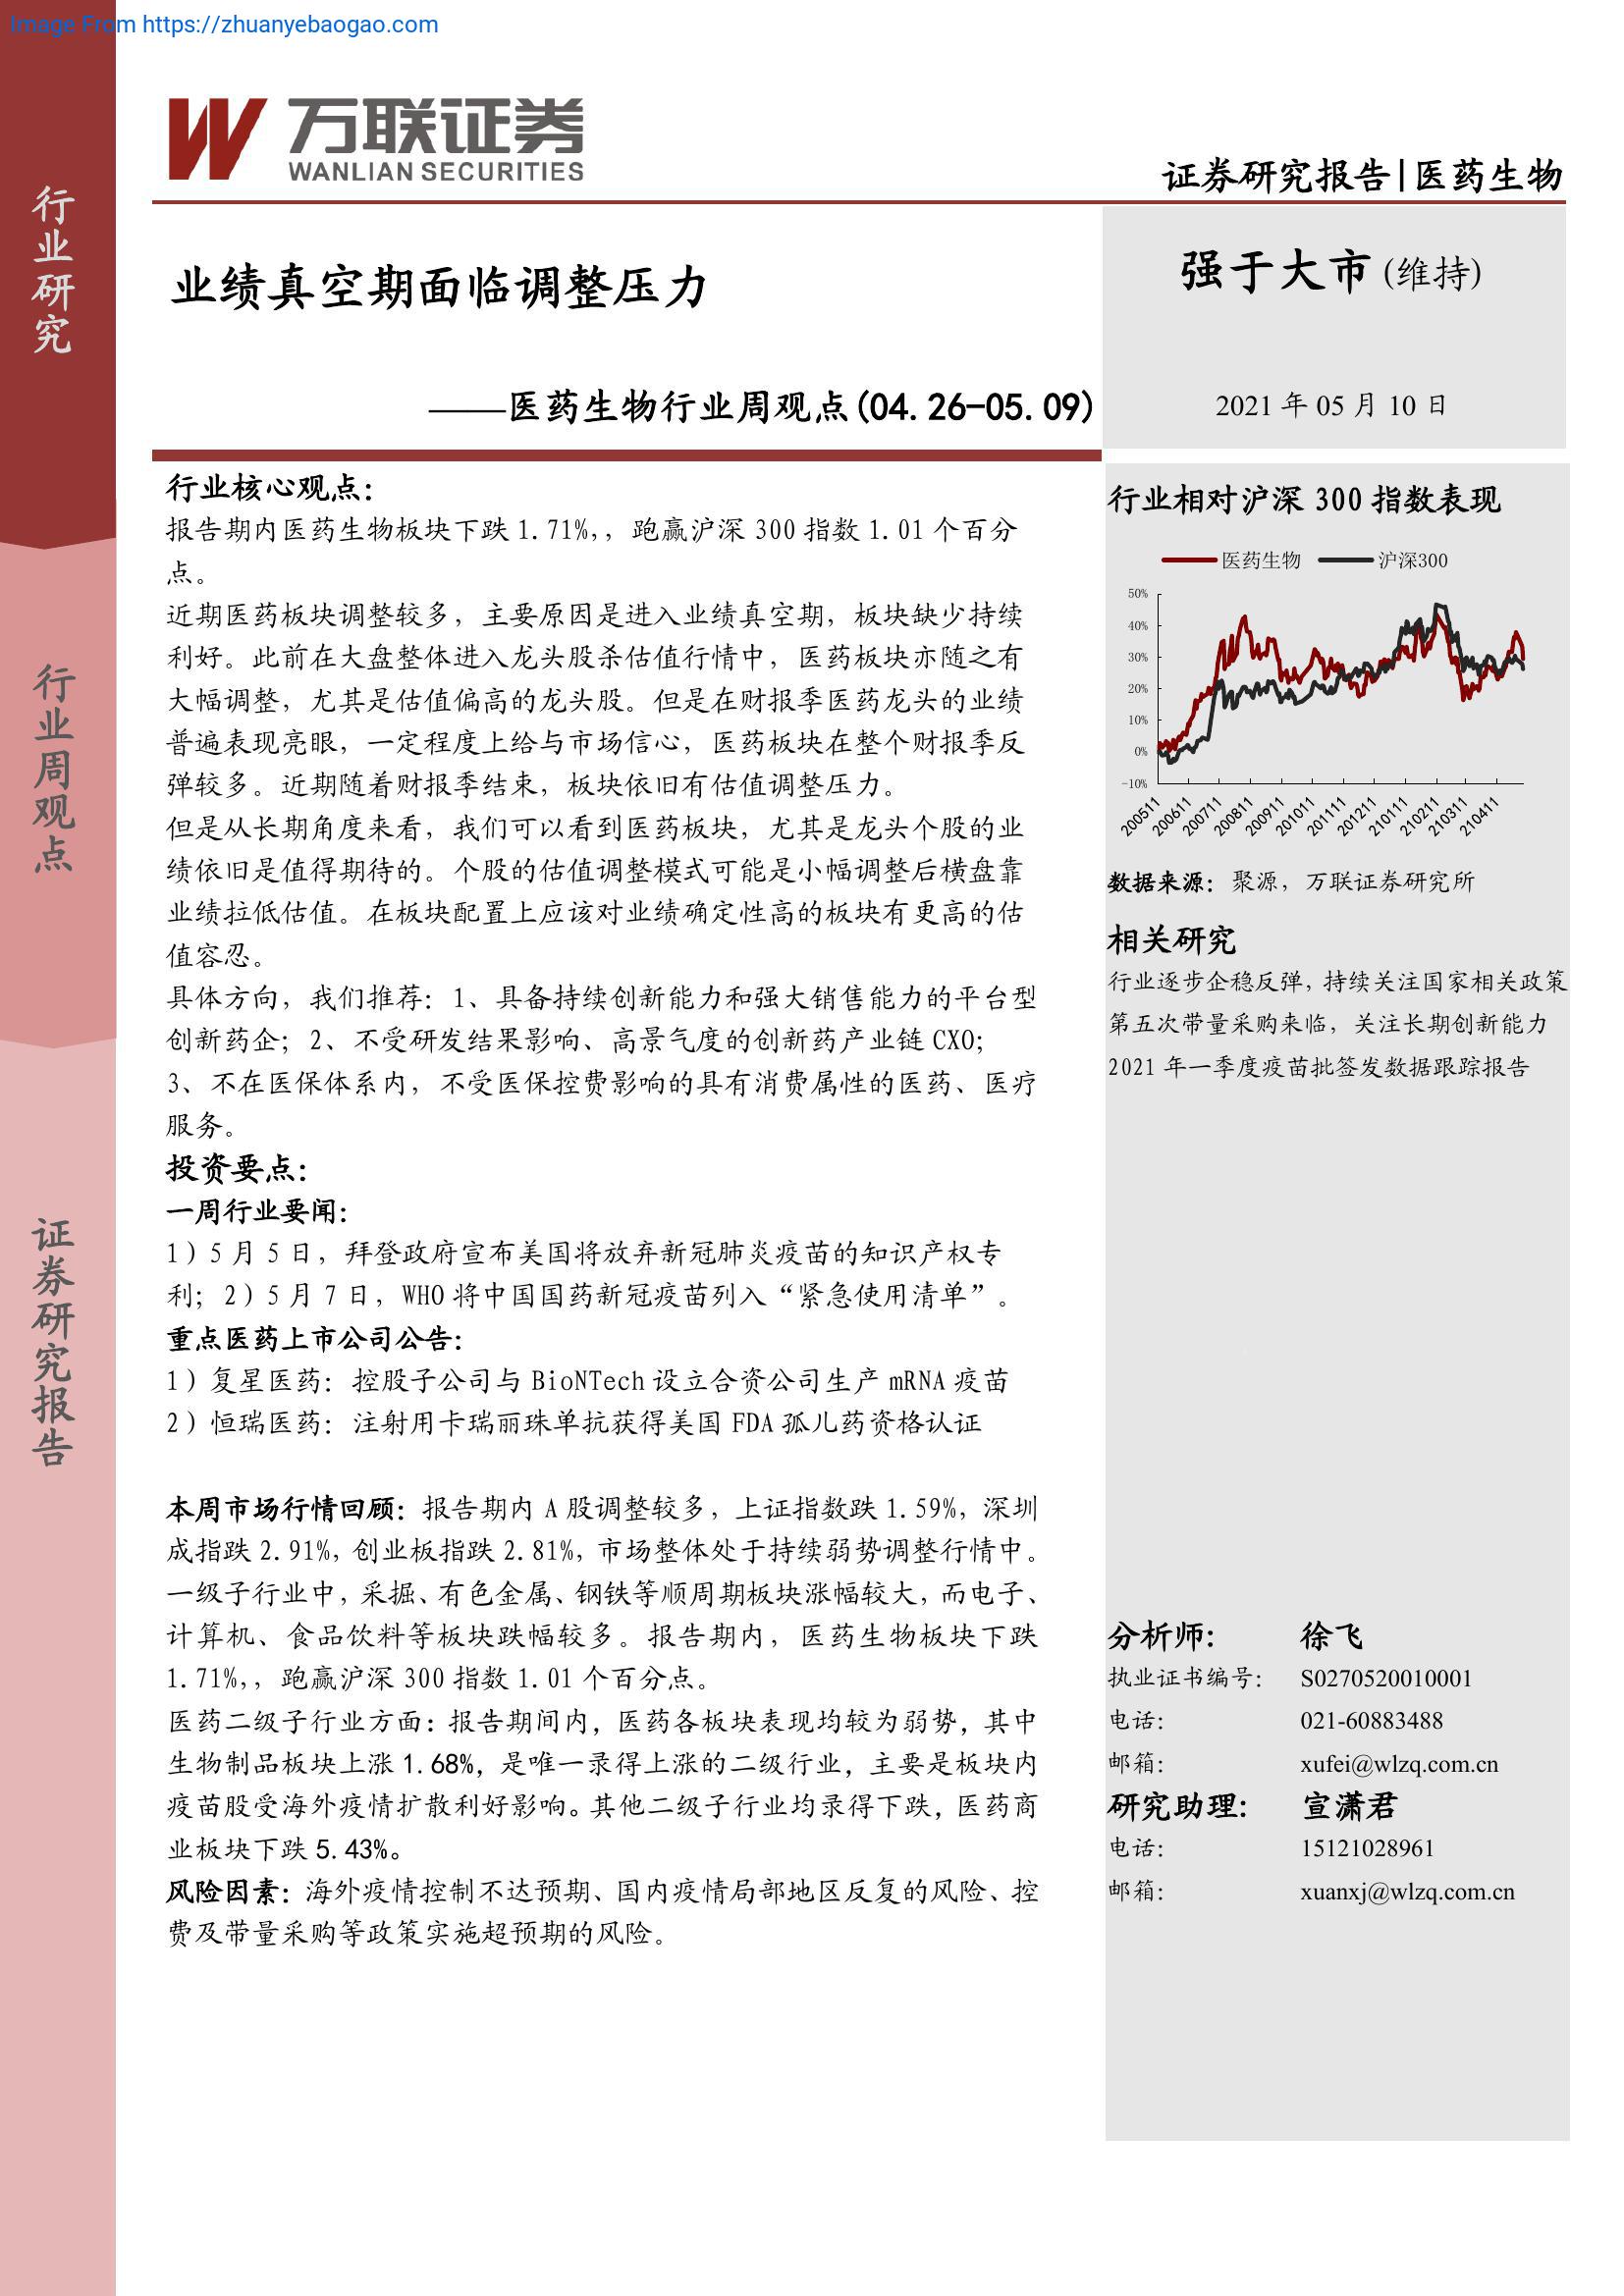 Image From https://zhuanyebaogao.com
万联证券
WANLIAN SECURITIES
证券研究报告|医药生物
行业研究
行业周观点
证券研究报告
业绩真空期面临调整压力
——医药生物行业周观点(04.26-05.09)
强于大市(维持)
2021 年 05 月 10 日
行业核心观点：
报告期内医药生物板块下跌 1.71%,，跑赢沪深 300 指数 1.01 个百分
点。
近期医药板块调整较多，主要原因是进入业绩真空期，板块缺少持续
利好。此前在大盘整体进入龙头股杀估值行情中，医药板块亦随之有
大幅调整，尤其是估值偏高的龙头股。但是在财报季医药龙头的业绩
普遍表现亮眼，一定程度上给与市场信心，医药板块在整个财报季反
弹较多。近期随着财报季结束，板块依旧有估值调整压力。
但是从长期角度来看，我们可以看到医药板块，尤其是龙头个股的业
绩依旧是值得期待的。个股的估值调整模式可能是小幅调整后横盘靠
业绩拉低估值。在板块配置上应该对业绩确定性高的板块有更高的估
值容忍。
具体方向，我们推荐：1、具备持续创新能力和强大销售能力的平台型
创新药企；2、不受研发结果影响、高景气度的创新药产业链 CXO；
3、不在医保体系内，不受医保控费影响的具有消费属性的医药、医疗
服务。
投资要点：
一周行业要闻：
1）5 月 5 日，拜登政府宣布美国将放弃新冠肺炎疫苗的知识产权专
利；2）5 月 7 日，WHO 将中国国药新冠疫苗列入“紧急使用清单”。
重点医药上市公司公告：
1）复星医药：控股子公司与 BioNTech 设立合资公司生产 mRNA 疫苗
2）恒瑞医药：注射用卡瑞丽珠单抗获得美国 FDA 孤儿药资格认证
本周市场行情回顾：报告期内 A 股调整较多，上证指数跌 1.59%，深圳
成指跌 2.91%，创业板指跌 2.81%，市场整体处于持续弱势调整行情中。
一级子行业中，采掘、有色金属、钢铁等顺周期板块涨幅较大，而电子、
计算机、食品饮料等板块跌幅较多。报告期内，医药生物板块下跌
1.71%,，跑赢沪深 300 指数 1.01 个百分点。
医药二级子行业方面：报告期间内，医药各板块表现均较为弱势，其中
生物制品板块上涨 1.68%，是唯一录得上涨的二级行业，主要是板块内
疫苗股受海外疫情扩散利好影响。其他二级子行业均录得下跌，医药商
业板块下跌 5.43%。
风险因素：海外疫情控制不达预期、国内疫情局部地区反复的风险、控
费及带量采购等政策实施超预期的风险。
行业相对沪深 300 指数表现
医药生物 沪深300
50%
40%
30%
20%
10%
0%
-10%
200511 200611 200711 200811 200911 201011 201111 201211 210111 210211 210311 210411
数据来源：聚源，万联证券研究所
相关研究
行业逐步企稳反弹，持续关注国家相关政策
第五次带量采购来临，关注长期创新能力
2021 年一季度疫苗批签发数据跟踪报告
分析师: 徐飞
执业证书编号： S0270520010001
电话： 021-60883488
邮箱： xufei@wlzq.com.cn
研究助理: 宣潇君
电话： 15121028961
邮箱： xuanxj@wlzq.com.cn